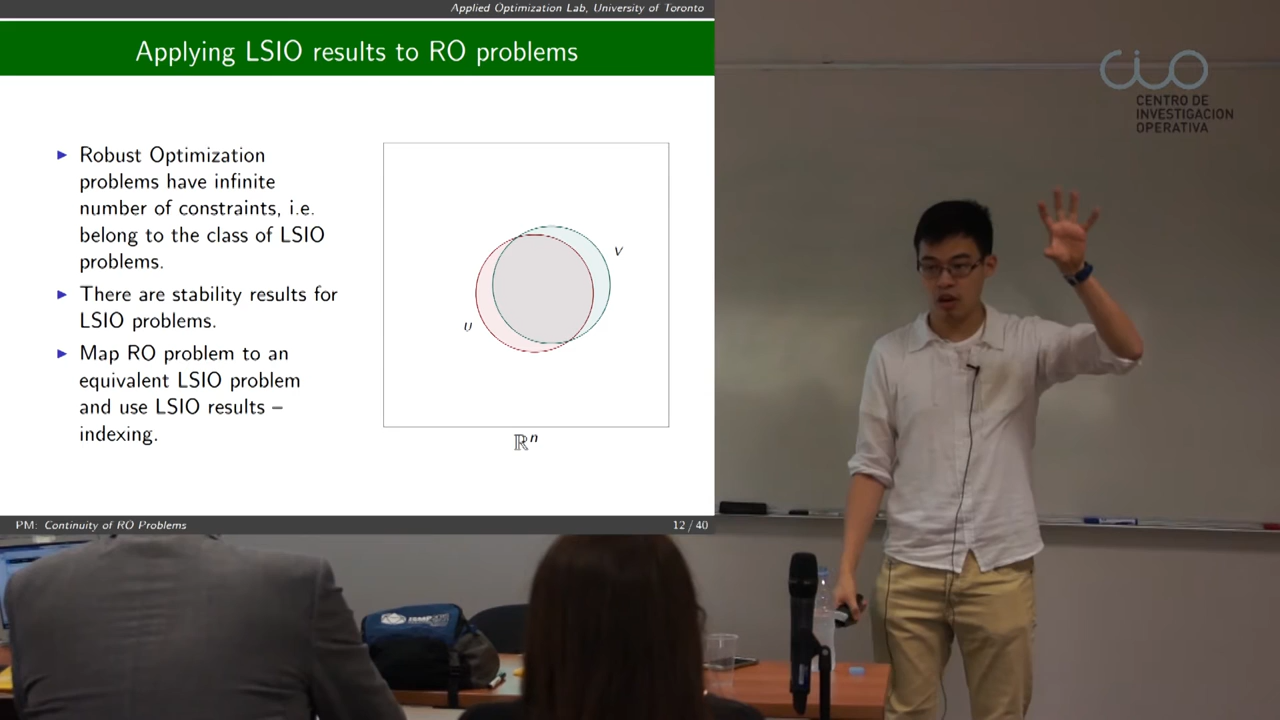 Applied Optimization Lab, University of Toronto
Applying LSIO results to RO problems
Robust Optimization
problems have infinite
number of constraints, i.e.
belong to the class of LSIO
problems.
There are stability results for
LSIO problems.
Map RO problem to an
equivalent LSIO problem
and use LSIO results –
indexing.
V
U
ℝⁿ
PM: Continuity of RO Problems
12 / 40
CIO
CENTRO DE
INVESTIGACION
OPERATIVA